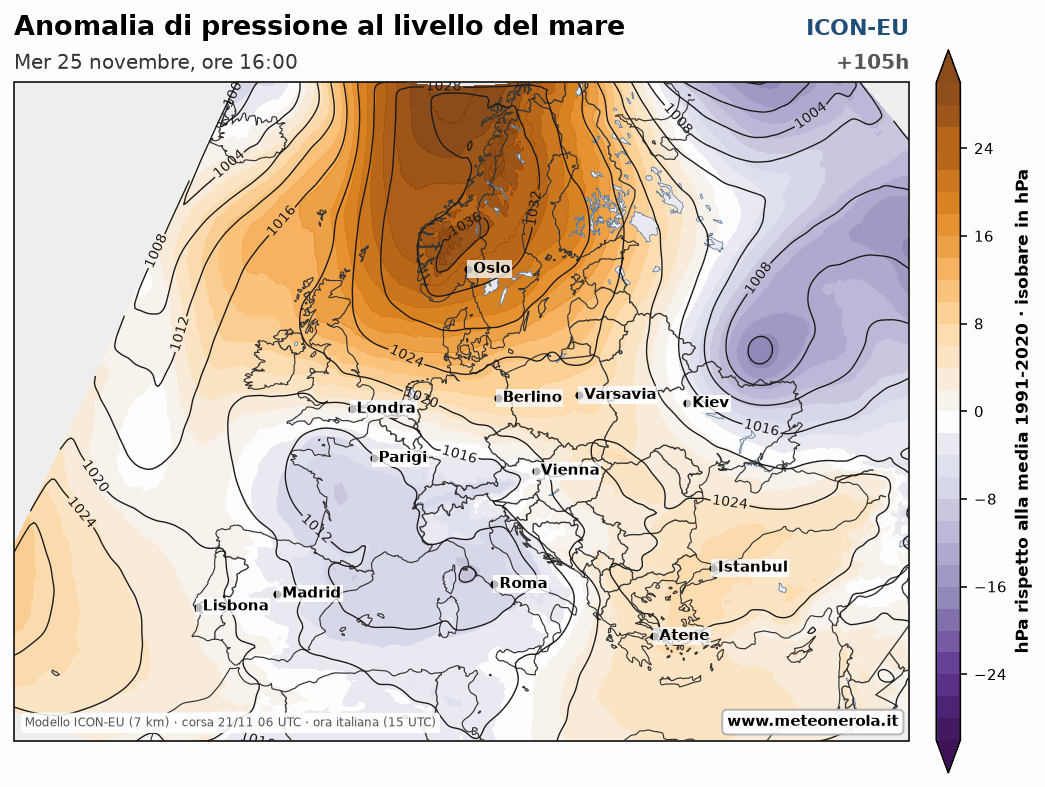 Anomalia di pressione al livello del mare
ICON-EU
Mer 25 novembre, ore 16:00
+105h
1028
1004
1008
1004
1016
1036
1032
1008
1008
1012
1024
1020
1016
1016
1020
1024
1024
1012
Oslo
Londra
Berlino
Varsavia
Kiev
Parigi
Vienna
Istanbul
Roma
Madrid
Lisbona
Atene
24
16
8
0
−8
−16
−24
hPa rispetto alla media 1991-2020 · isobare in hPa
Modello ICON-EU (7 km) · corsa 21/11 06 UTC · ora italiana (15 UTC)
www.meteonerola.it